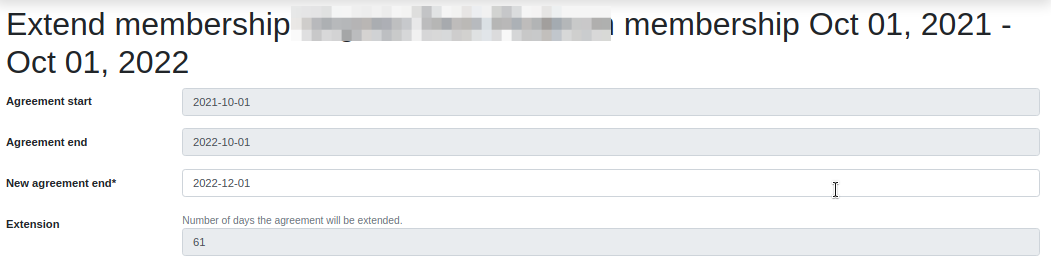 Extend membership membership Oct 01, 2021 -
Oct 01, 2022
Agreement start
2021-10-01
Agreement end
2022-10-01
New agreement end*
2022-12-01
Number of days the agreement will be extended.
Extension
61